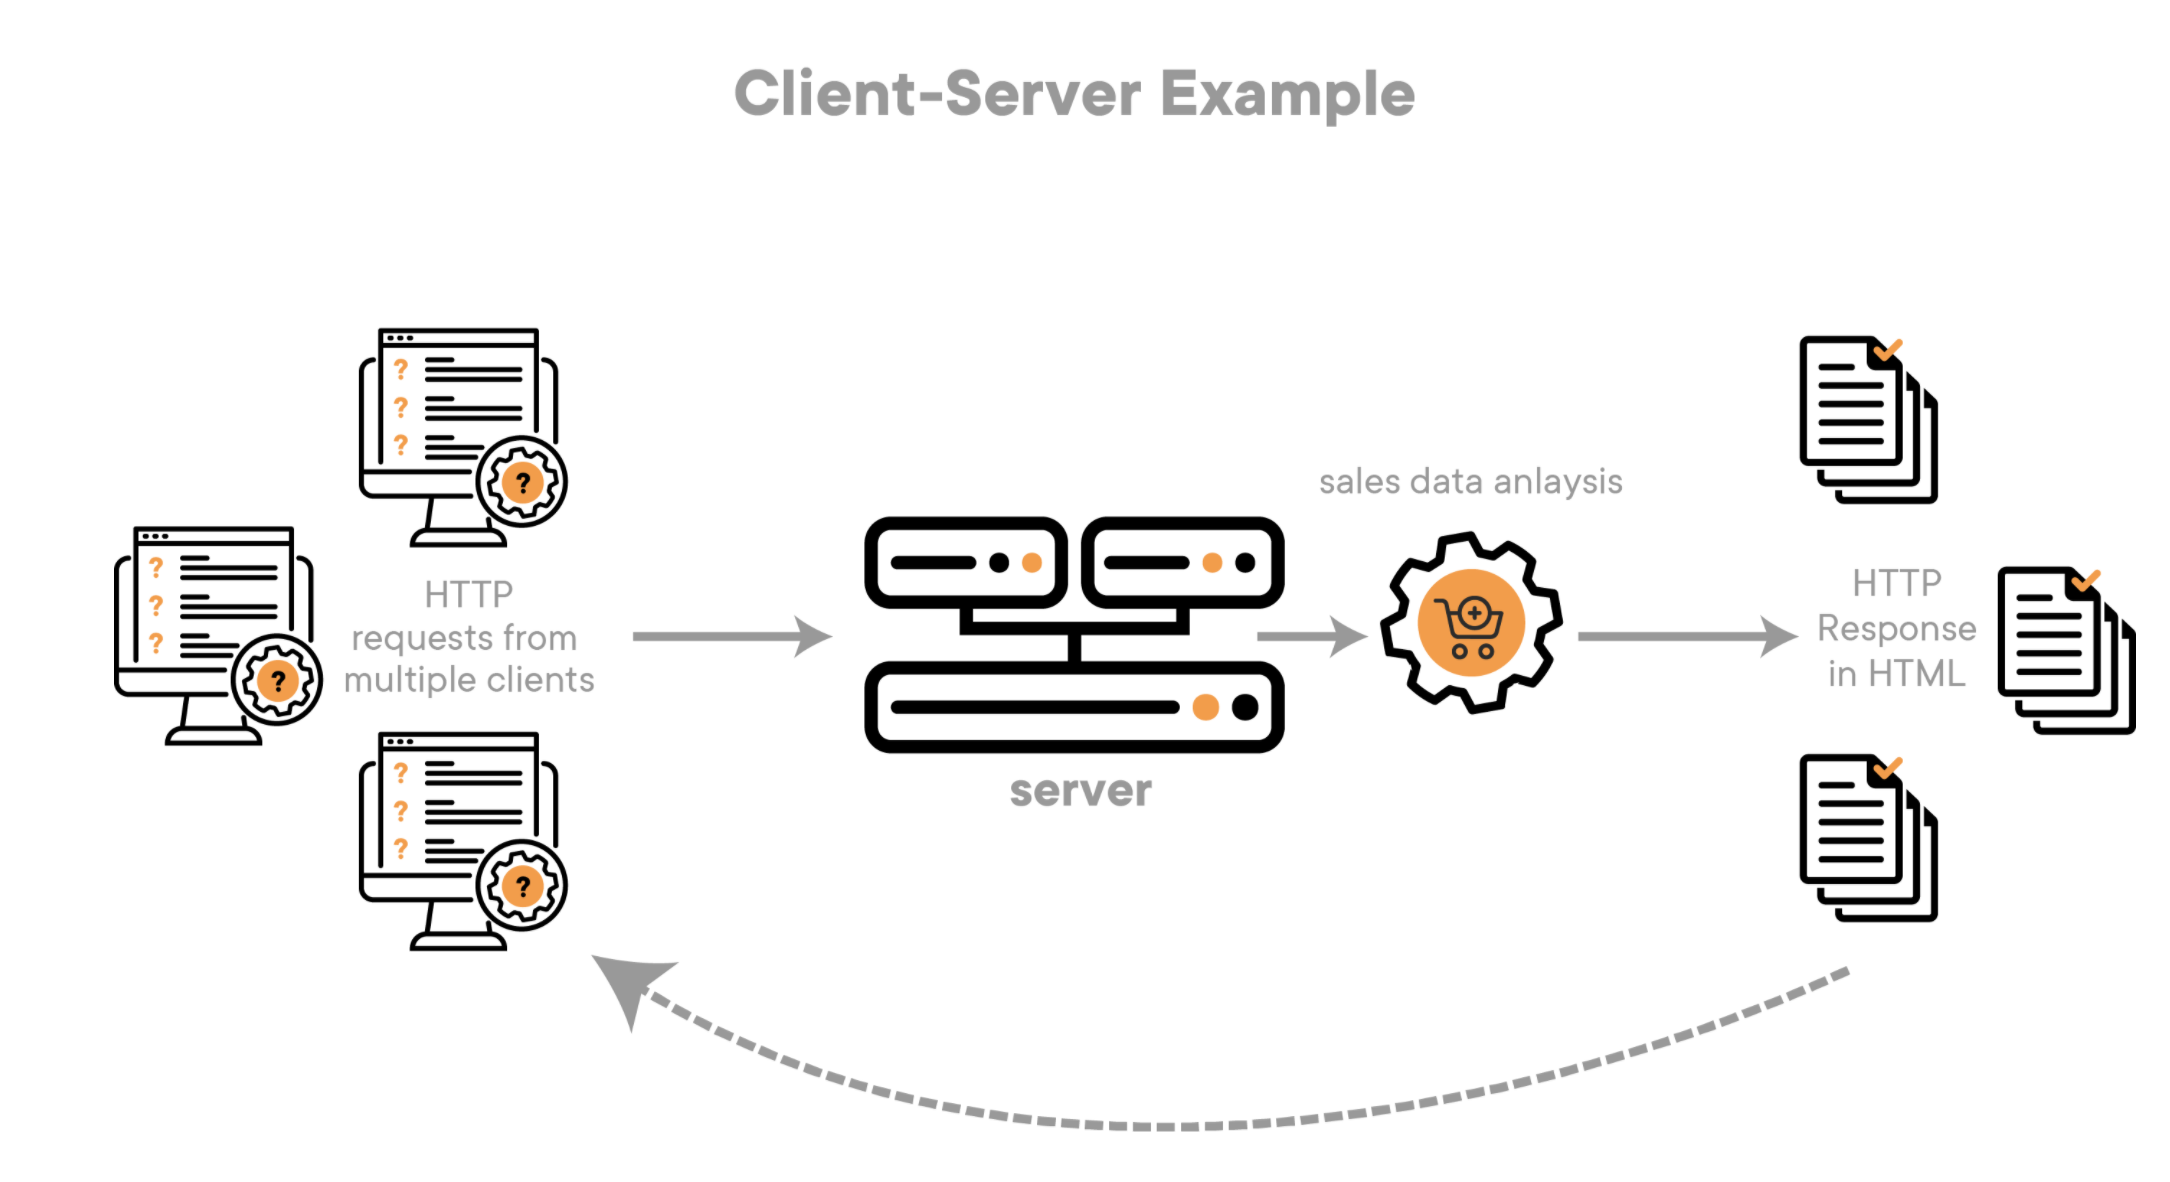 Client-Server Example
HTTP
requests from
multiple clients
server
sales data anlaysis
HTTP
Response
in HTML